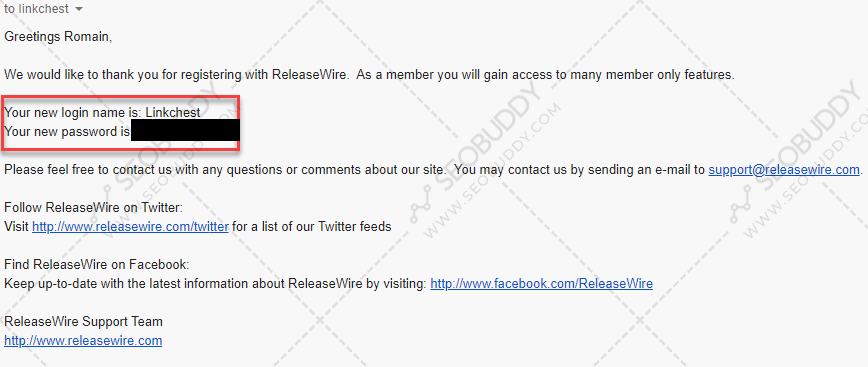 to linkchest
Greetings Romain,
We would like to thank you for registering with ReleaseWire. As a member you will gain access to many member only features.
Your new login name is: Linkchest
Your new password is
Please feel free to contact us with any questions or comments about our site. You may contact us by sending an e-mail to support@releasewire.com.
Follow ReleaseWire on Twitter:
Visit http://www.releasewire.com/twitter for a list of our Twitter feeds
Find ReleaseWire on Facebook:
Keep up-to-date with the latest information about ReleaseWire by visiting: http://www.facebook.com/ReleaseWire
ReleaseWire Support Team
http://www.releasewire.com
SEOBUDDY
WWW.SEOBUDDY.COM
SEOBUDDY
WWW.SEOBUDDY.COM
SEOBUDDY
WWW.SEOBUDDY.COM